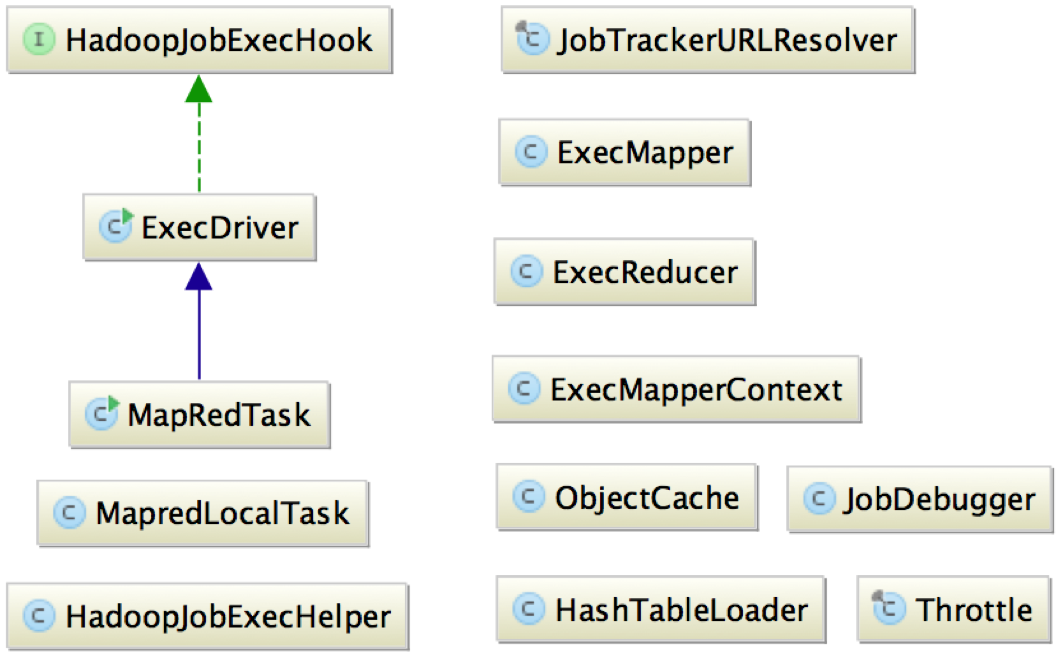 I HadoopJobExecHook
C JobTrackerURLResolver
C ExecMapper
C ExecDriver
C ExecReducer
C ExecMapperContext
C MapRedTask
C ObjectCache
C JobDebugger
C MapredLocalTask
C HashTableLoader
C Throttle
C HadoopJobExecHelper